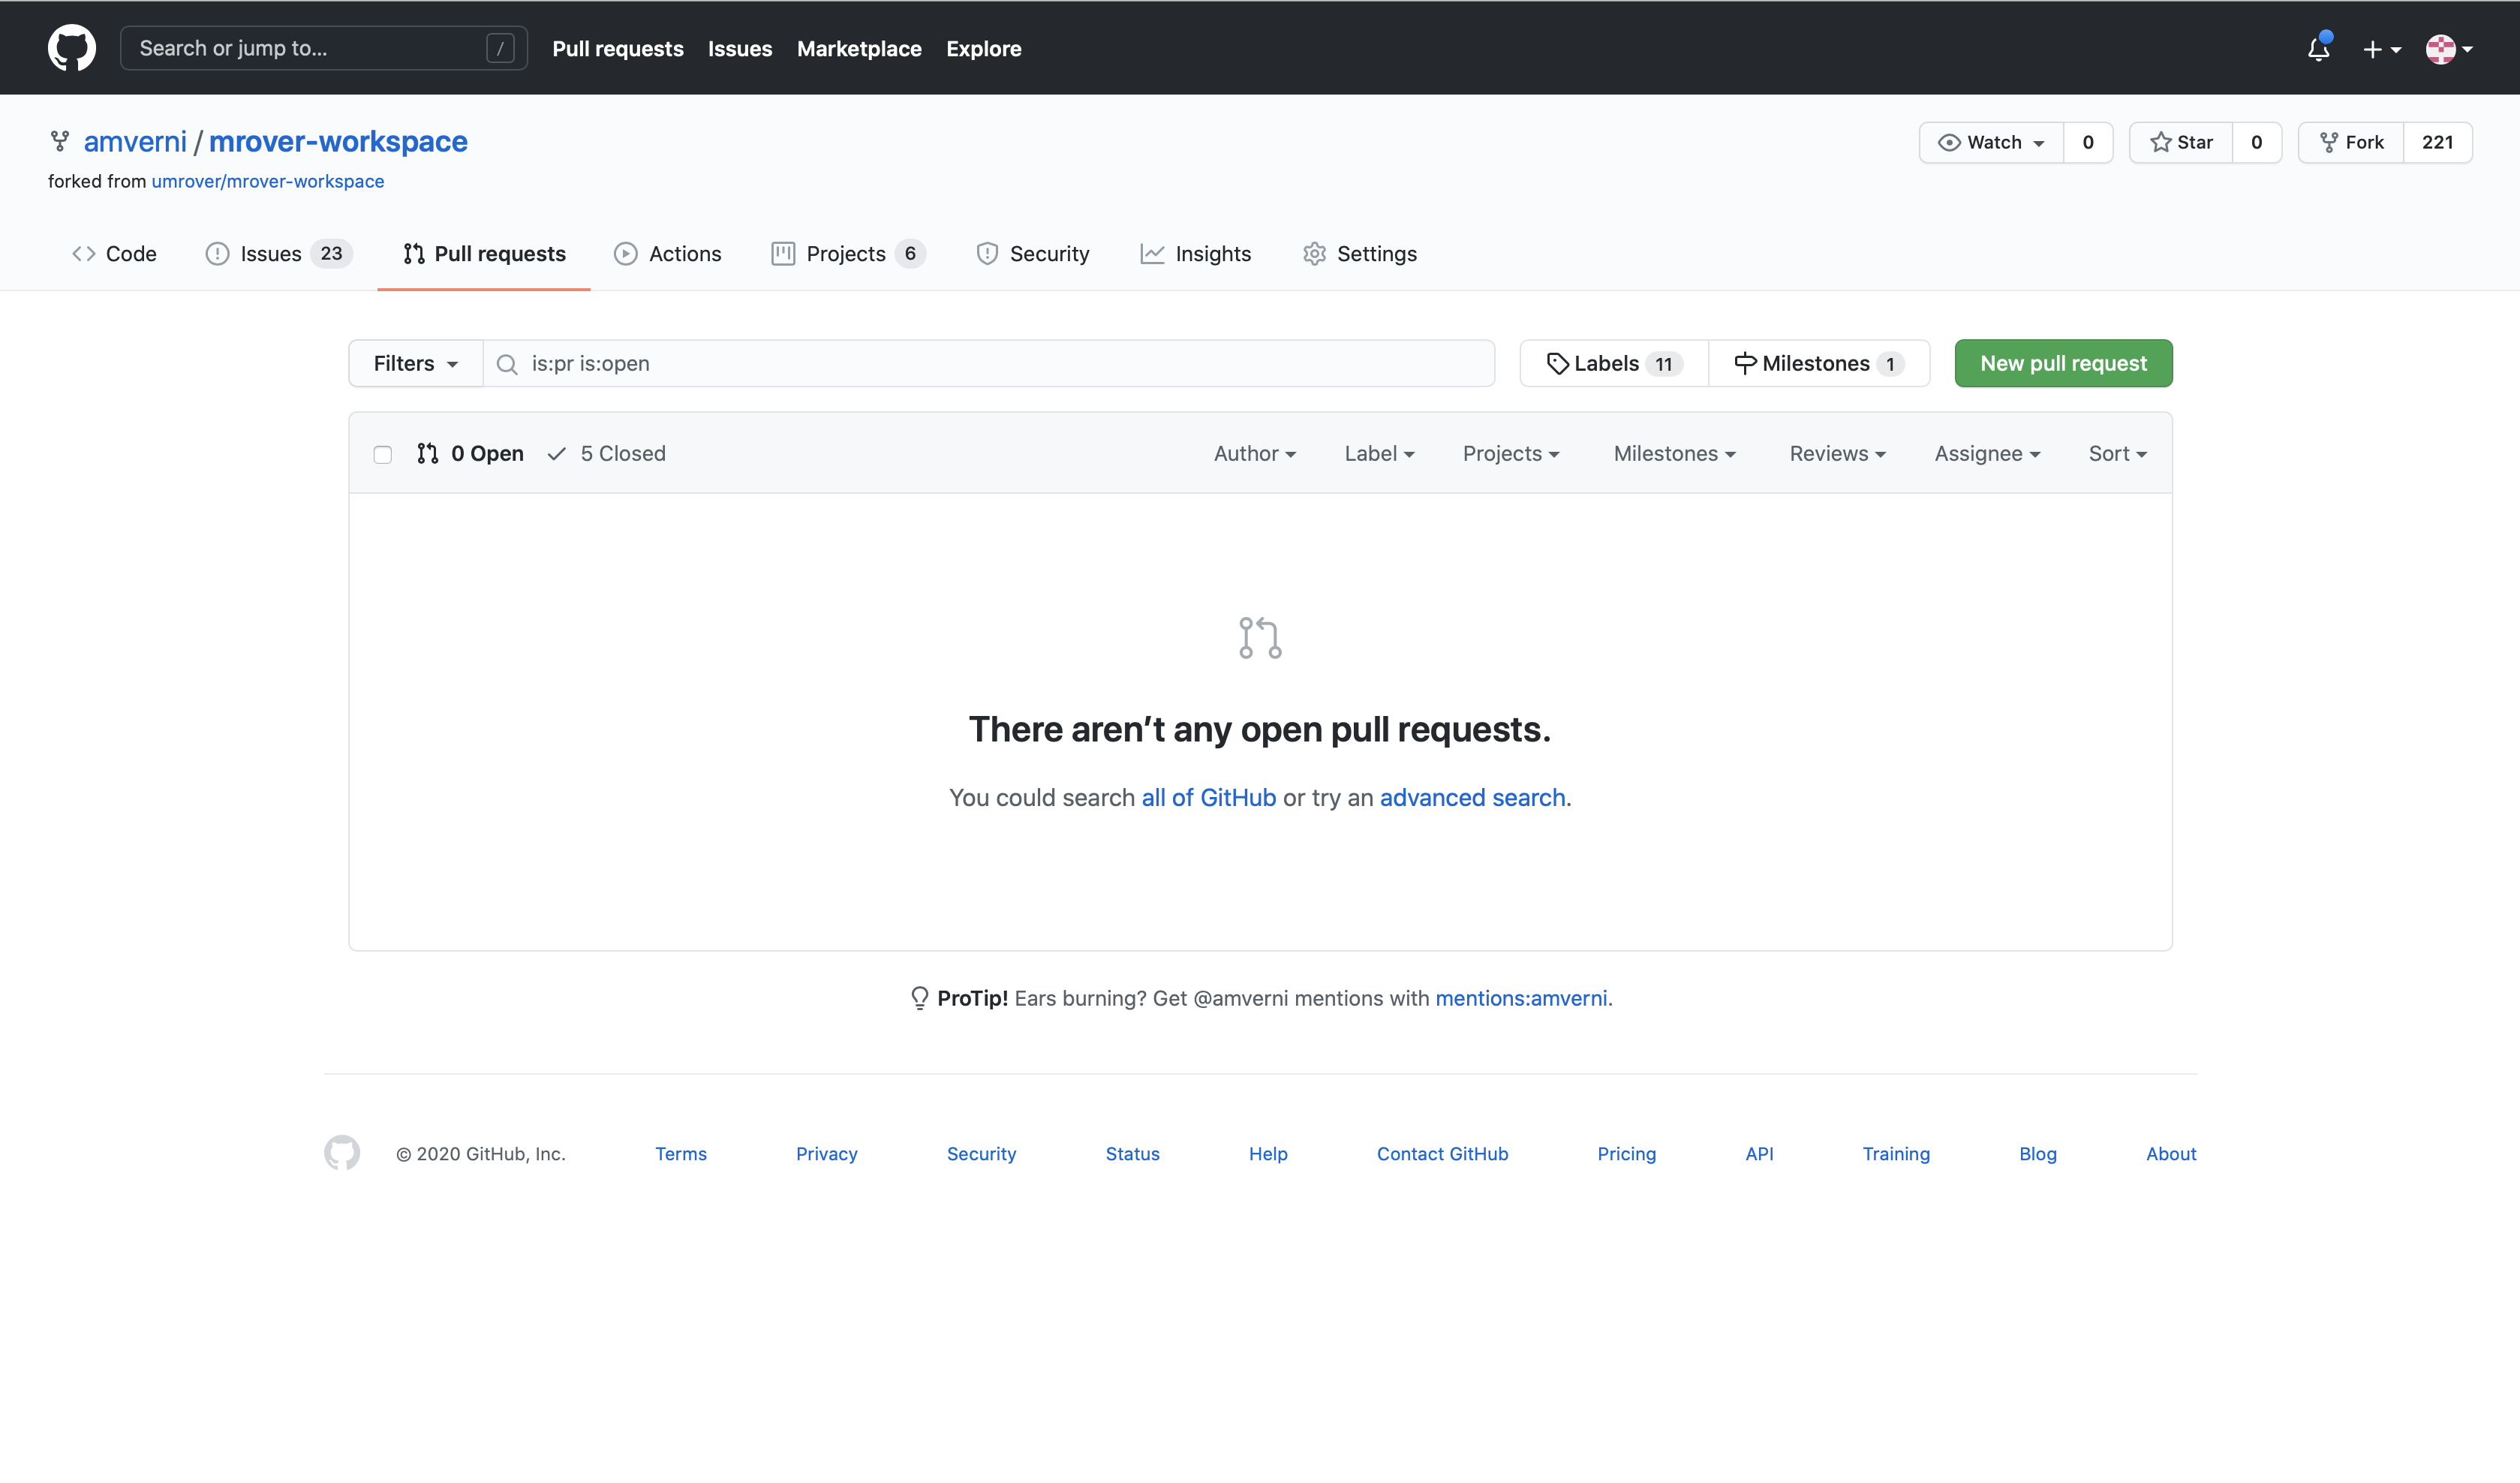 Search or jump to... / Pull requests Issues Marketplace Explore
amverni / mrover-workspace Watch 0 Star 0 Fork 221
forked from umrover/mrover-workspace
Code Issues 23 Pull requests Actions Projects 6 Security Insights Settings
Filters is:pr is:open Labels 11 Milestones 1 New pull request
0 Open 5 Closed Author Label Projects Milestones Reviews Assignee Sort
There aren’t any open pull requests.
You could search all of GitHub or try an advanced search.
ProTip! Ears burning? Get @amverni mentions with mentions:amverni.
© 2020 GitHub, Inc. Terms Privacy Security Status Help Contact GitHub Pricing API Training Blog About